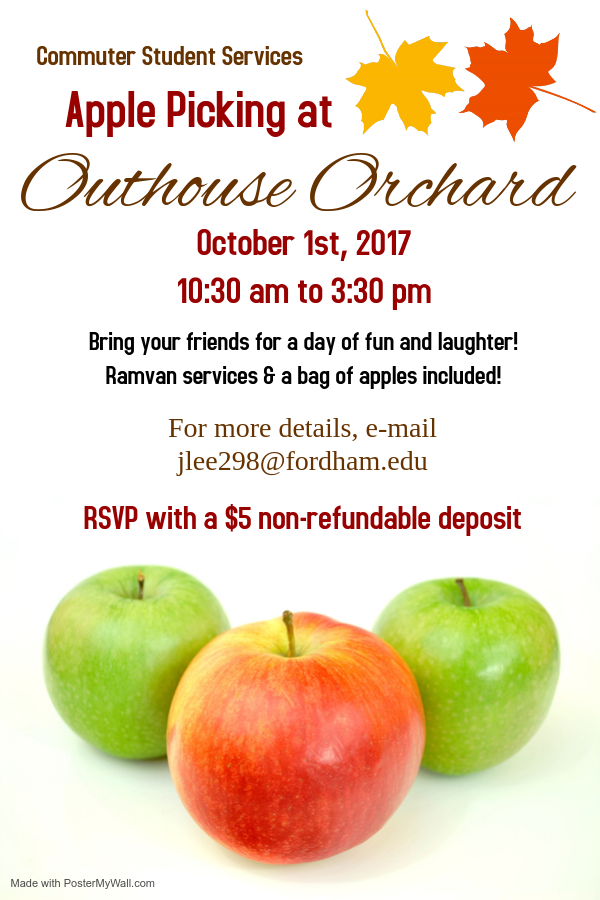 Commuter Student Services
Apple Picking at
Outhouse Orchard
October 1st, 2017
10:30 am to 3:30 pm
Bring your friends for a day of fun and laughter!
Ramvan services & a bag of apples included!
For more details, e-mail
jlee298@fordham.edu
RSVP with a $5 non-refundable deposit
Made with PosterMyWall.com